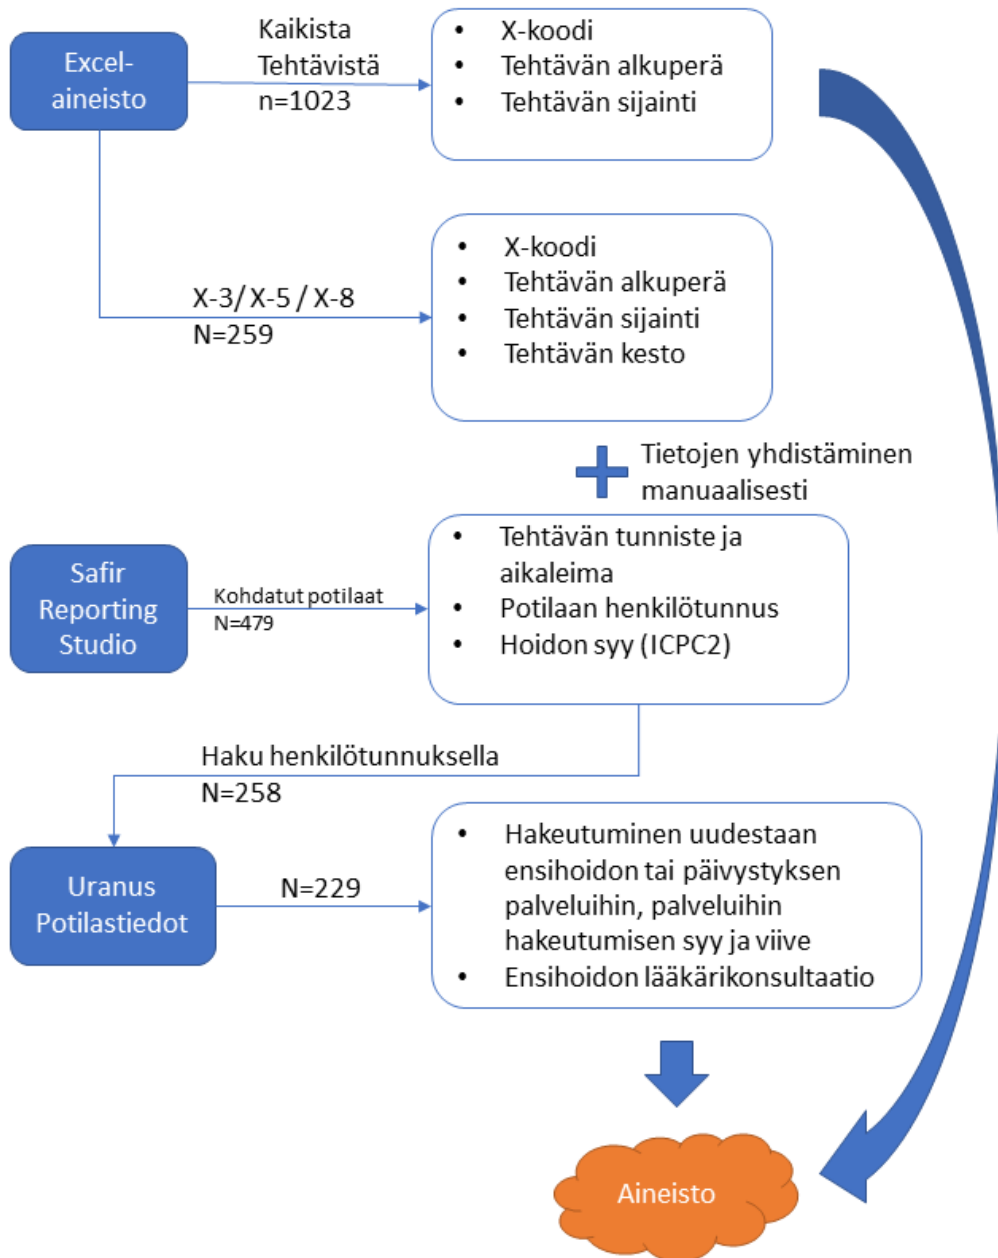 Excel-
aineisto
Kaikista
Tehtävistä
n=1023
• X-koodi
• Tehtävän alkuperä
• Tehtävän sijainti
X-3/ X-5 / X-8
N=259
• X-koodi
• Tehtävän alkuperä
• Tehtävän sijainti
• Tehtävän kesto
Tietojen yhdistäminen
manuaalisesti
Safir
Reporting
Studio
Kohdatut potilaat
N=479
• Tehtävän tunniste ja
aikaleima
• Potilaan henkilötunnus
• Hoidon syy (ICPC2)
Haku henkilötunnuksella
N=258
Uranus
Potilastiedot
N=229
• Hakeutuminen uudestaan
ensihoidon tai päivystyksen
palveluihin, palveluihin
hakeutumisen syy ja viive
• Ensihoidon lääkärikonsultaatio
Aineisto